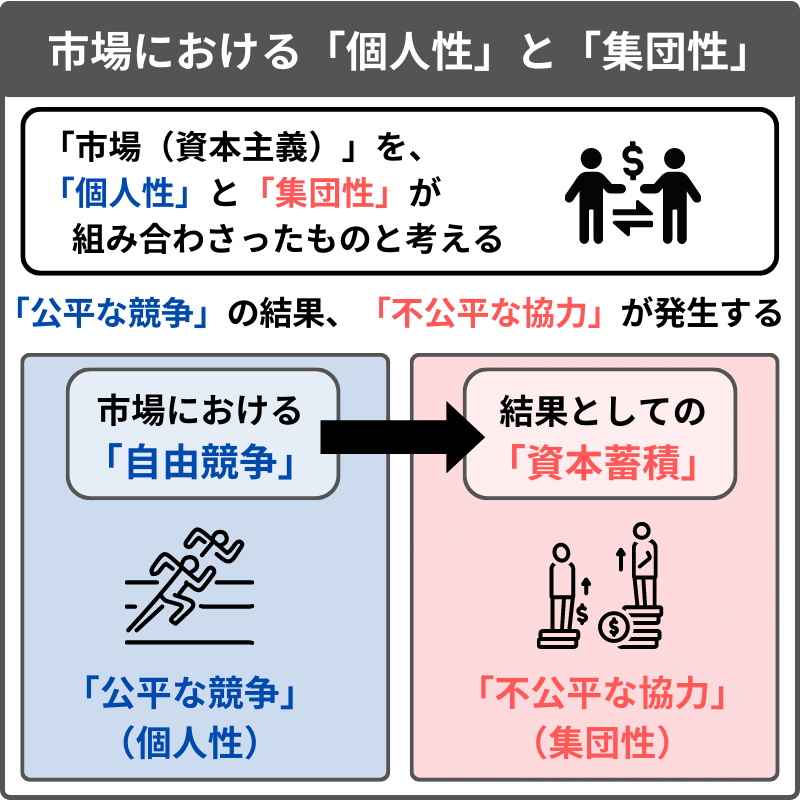 市場における「個人性」と「集団性」
「市場（資本主義）」を、
「個人性」と「集団性」が
組み合わさったものと考える
$
「公平な競争」の結果、「不公平な協力」が発生する
市場における
「自由競争」
結果としての
「資本蓄積」
$
$
「公平な競争」
（個人性）
「不公平な協力」
（集団性）